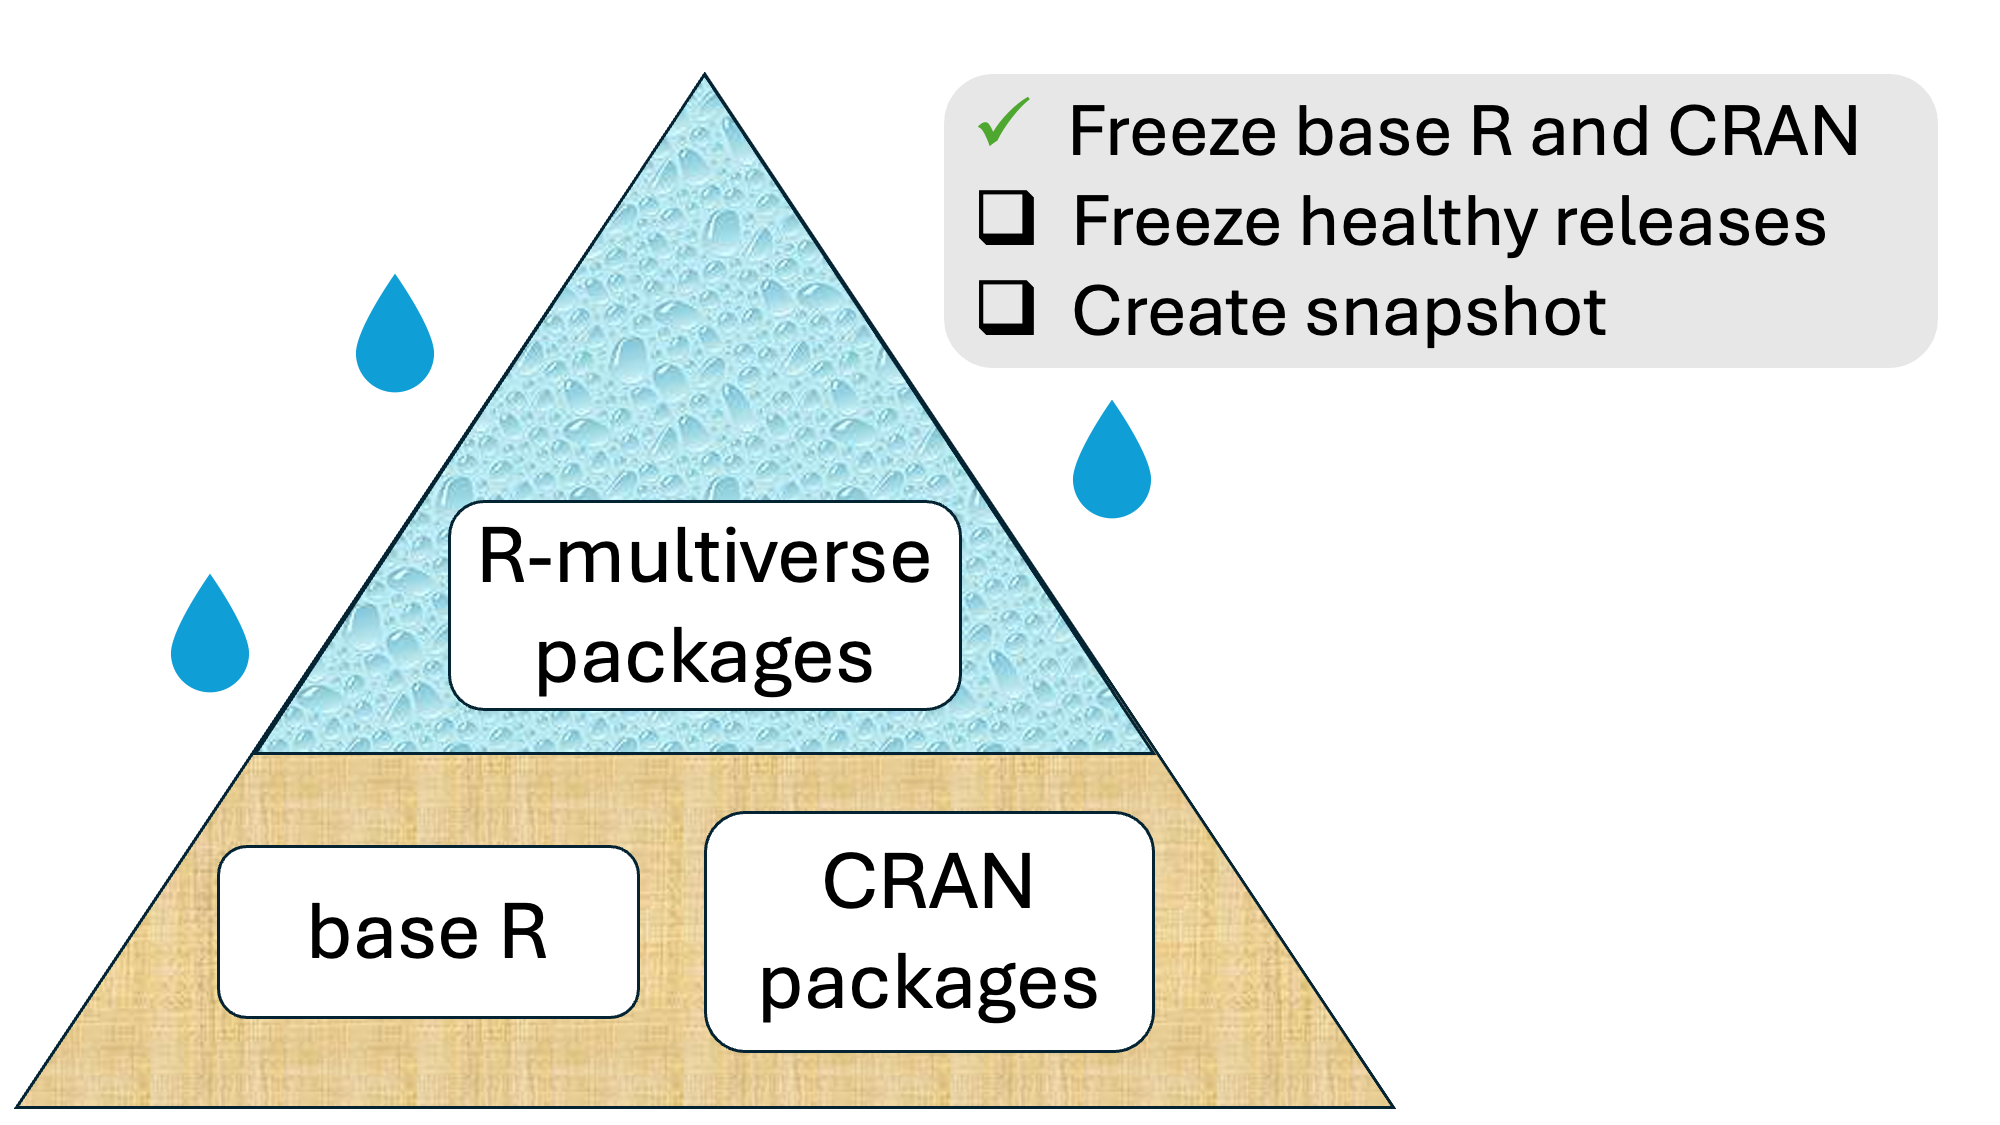 Freeze base R and CRAN
Freeze healthy releases
Create snapshot
R-multiverse
packages
base R
CRAN
packages